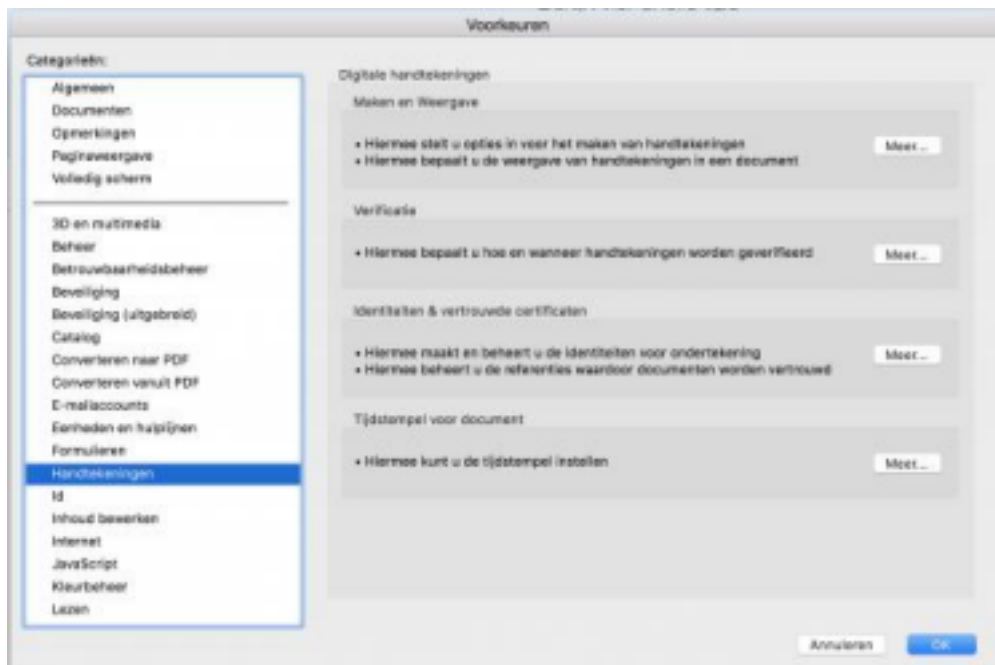 Voorkeuren
Categorieën:
Algemeen
Documenten
Opmerkingen
Paginaweergave
Volledig scherm
3D en multimedia
Beheer
Betrouwbaarheidsbeheer
Beveiliging
Beveiliging (uitgebreid)
Catalog
Converteren naar PDF
Converteren vanuit PDF
E-mailaccounts
Eenheden en hulplijnen
Formulieren
Handtekeningen
Id
Inhoud bewerken
Internet
JavaScript
Kleurbeheer
Lezen
Digitale handtekeningen
Maken en Weergave
• Hiermee stelt u opties in voor het maken van handtekeningen
• Hiermee bepaalt u de weergave van handtekeningen in een document
Meer...
Verificatie
• Hiermee bepaalt u hoe en wanneer handtekeningen worden geverifieerd
Meer...
Identiteiten & vertrouwde certificaten
• Hiermee maakt en beheert u de identiteiten voor ondertekening
• Hiermee beheert u de referenties waardoor documenten worden vertrouwd
Meer...
Tijdstempel voor document
• Hiermee kunt u de tijdstempel instellen
Meer...
Annuleren
OK